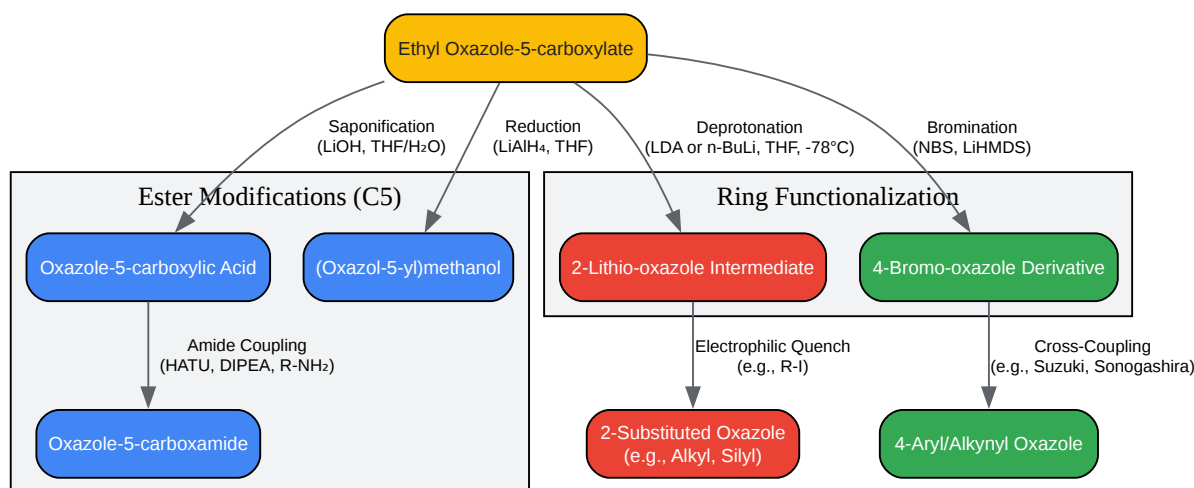 Ethyl Oxazole-5-carboxylate
Saponification
(LiOH, THF/H₂O)
Reduction
(LiAlH₄, THF)
Deprotonation
(LDA or n-BuLi, THF, -78°C)
Bromination
(NBS, LiHMDS)
Ester Modifications (C5)
Ring Functionalization
Oxazole-5-carboxylic Acid
(Oxazol-5-yl)methanol
2-Lithio-oxazole Intermediate
4-Bromo-oxazole Derivative
Amide Coupling
(HATU, DIPEA, R-NH₂)
Electrophilic Quench
(e.g., R-I)
Cross-Coupling
(e.g., Suzuki, Sonogashira)
Oxazole-5-carboxamide
2-Substituted Oxazole
(e.g., Alkyl, Silyl)
4-Aryl/Alkynyl Oxazole